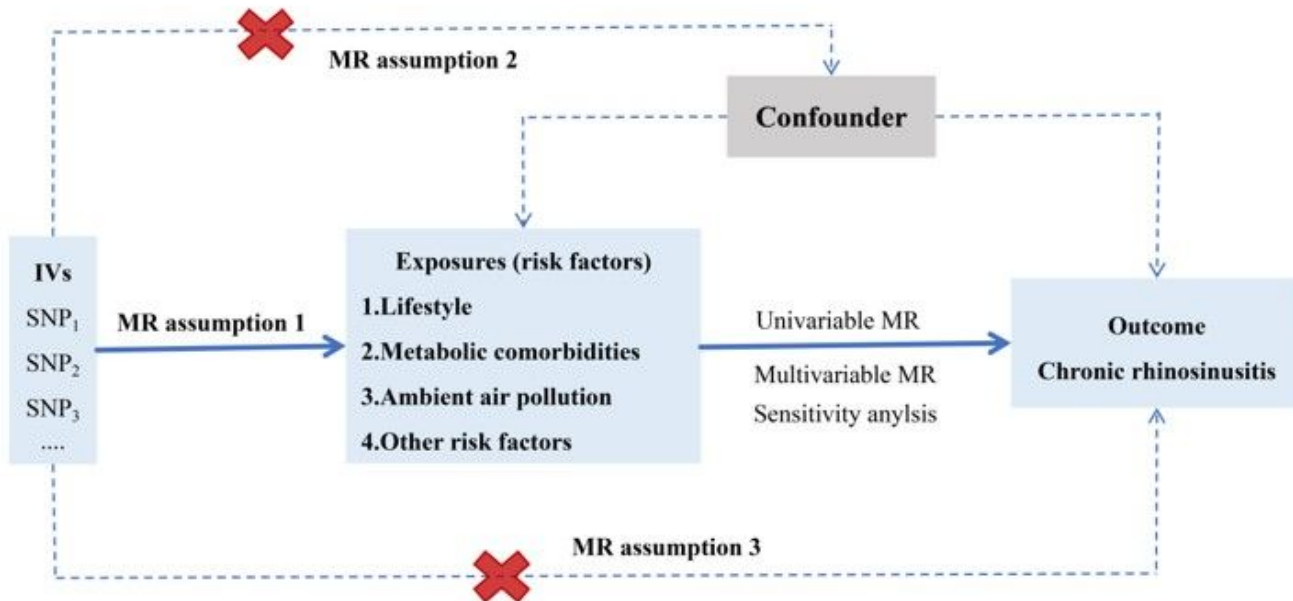 MR assumption 2
Confounder
IVs
SNP₁
SNP₂
SNP₃
....
MR assumption 1
Exposures (risk factors)
1.Lifestyle
2.Metabolic comorbidities
3.Ambient air pollution
4.Other risk factors
Univariable MR
Multivariable MR
Sensitivity anylsis
Outcome
Chronic rhinosinusitis
MR assumption 3